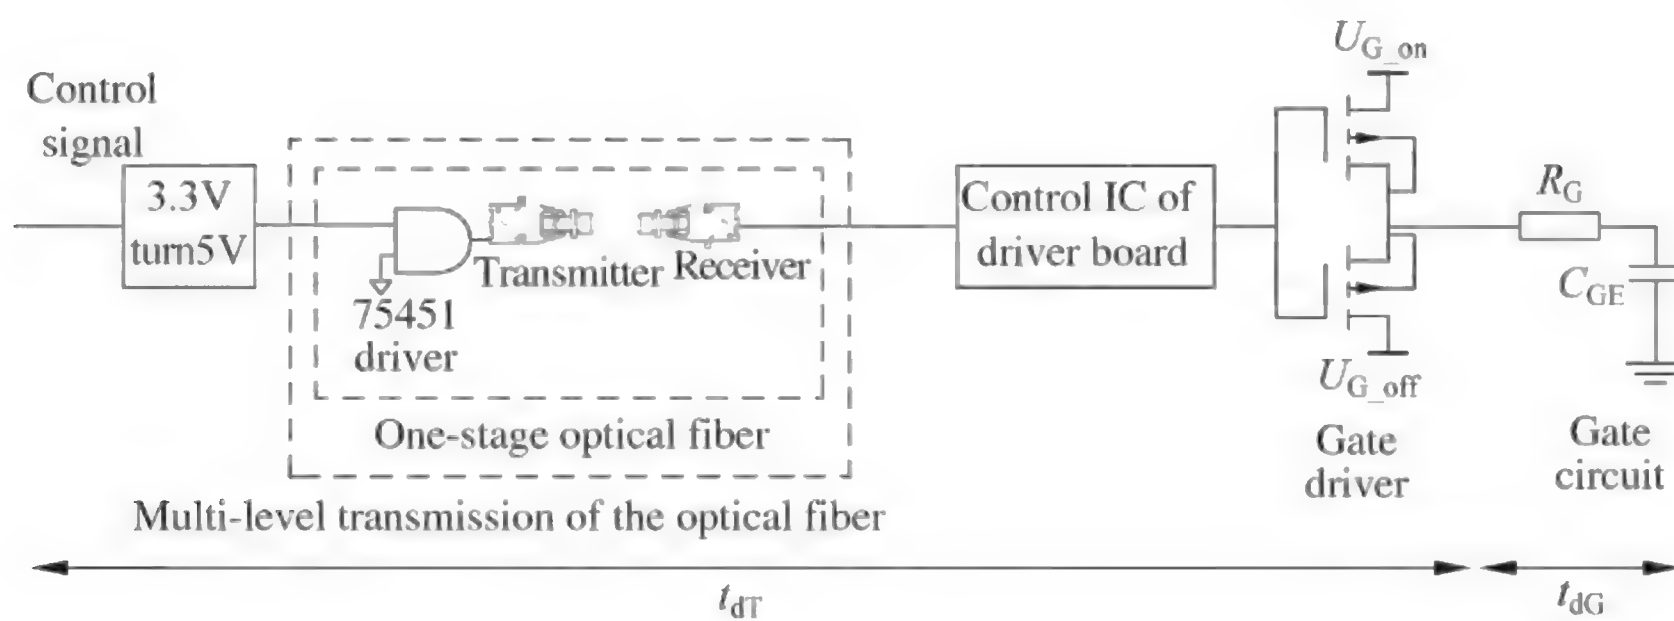 Control
signal
3.3V
turn5V
75451
driver
Transmitter
Receiver
One-stage optical fiber
Multi-level transmission of the optical fiber
Control IC of
driver board
U_G_on
U_G_off
Gate
driver
R_G
C_GE
Gate
circuit
t_dT
t_dG